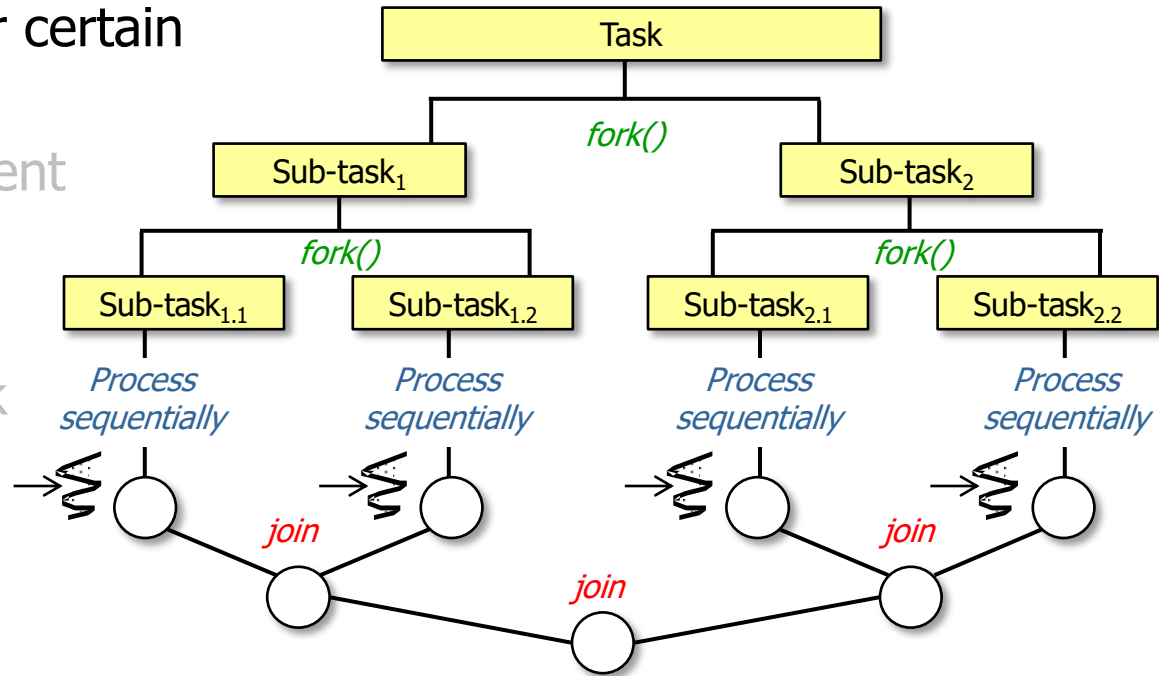 r certain
Task
fork()
ent
Sub-task₁
Sub-task₂
fork()
fork()
Sub-task₁.₁
Sub-task₁.₂
Sub-task₂.₁
Sub-task₂.₂
k
Process
sequentially
Process
sequentially
Process
sequentially
Process
sequentially
join
join
join